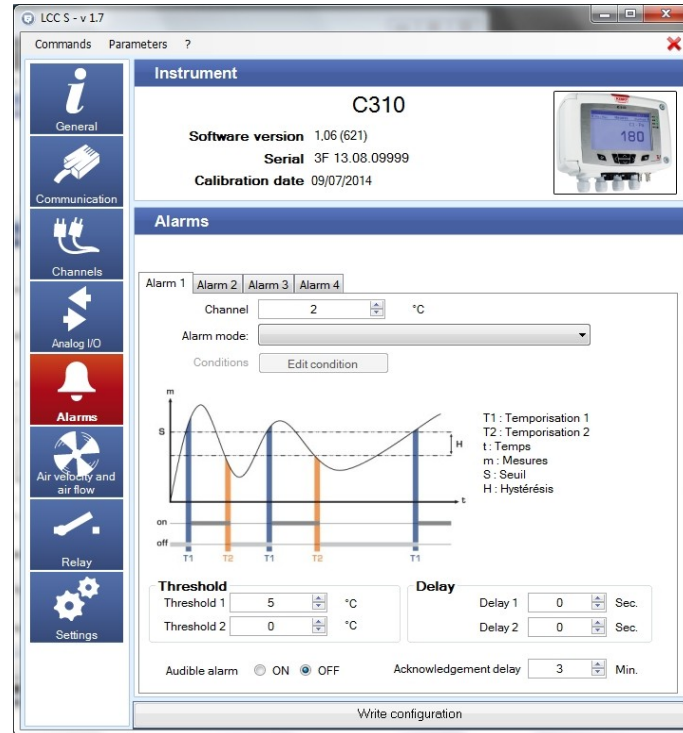 LCC S - v 1.7
Commands Parameters ?
General
Communication
Channels
Analog I/O
Alarms
Air velocity and
air flow
Relay
Settings
Instrument
C310
Software version 1,06 (621)
Serial 3F 13.08.09999
Calibration date 09/07/2014
180
Alarms
Alarm 1 Alarm 2 Alarm 3 Alarm 4
Channel 2 °C
Alarm mode:
Conditions Edit condition
m
S
H
t
on
off
T1 T2 T1 T2 T1
T1 : Temporisation 1
T2 : Temporisation 2
t : Temps
m : Mesures
S : Seuil
H : Hystérésis
Threshold
Threshold 1 5 °C
Threshold 2 0 °C
Delay
Delay 1 0 Sec.
Delay 2 0 Sec.
Audible alarm ON OFF Acknowledgement delay 3 Min.
Write configuration